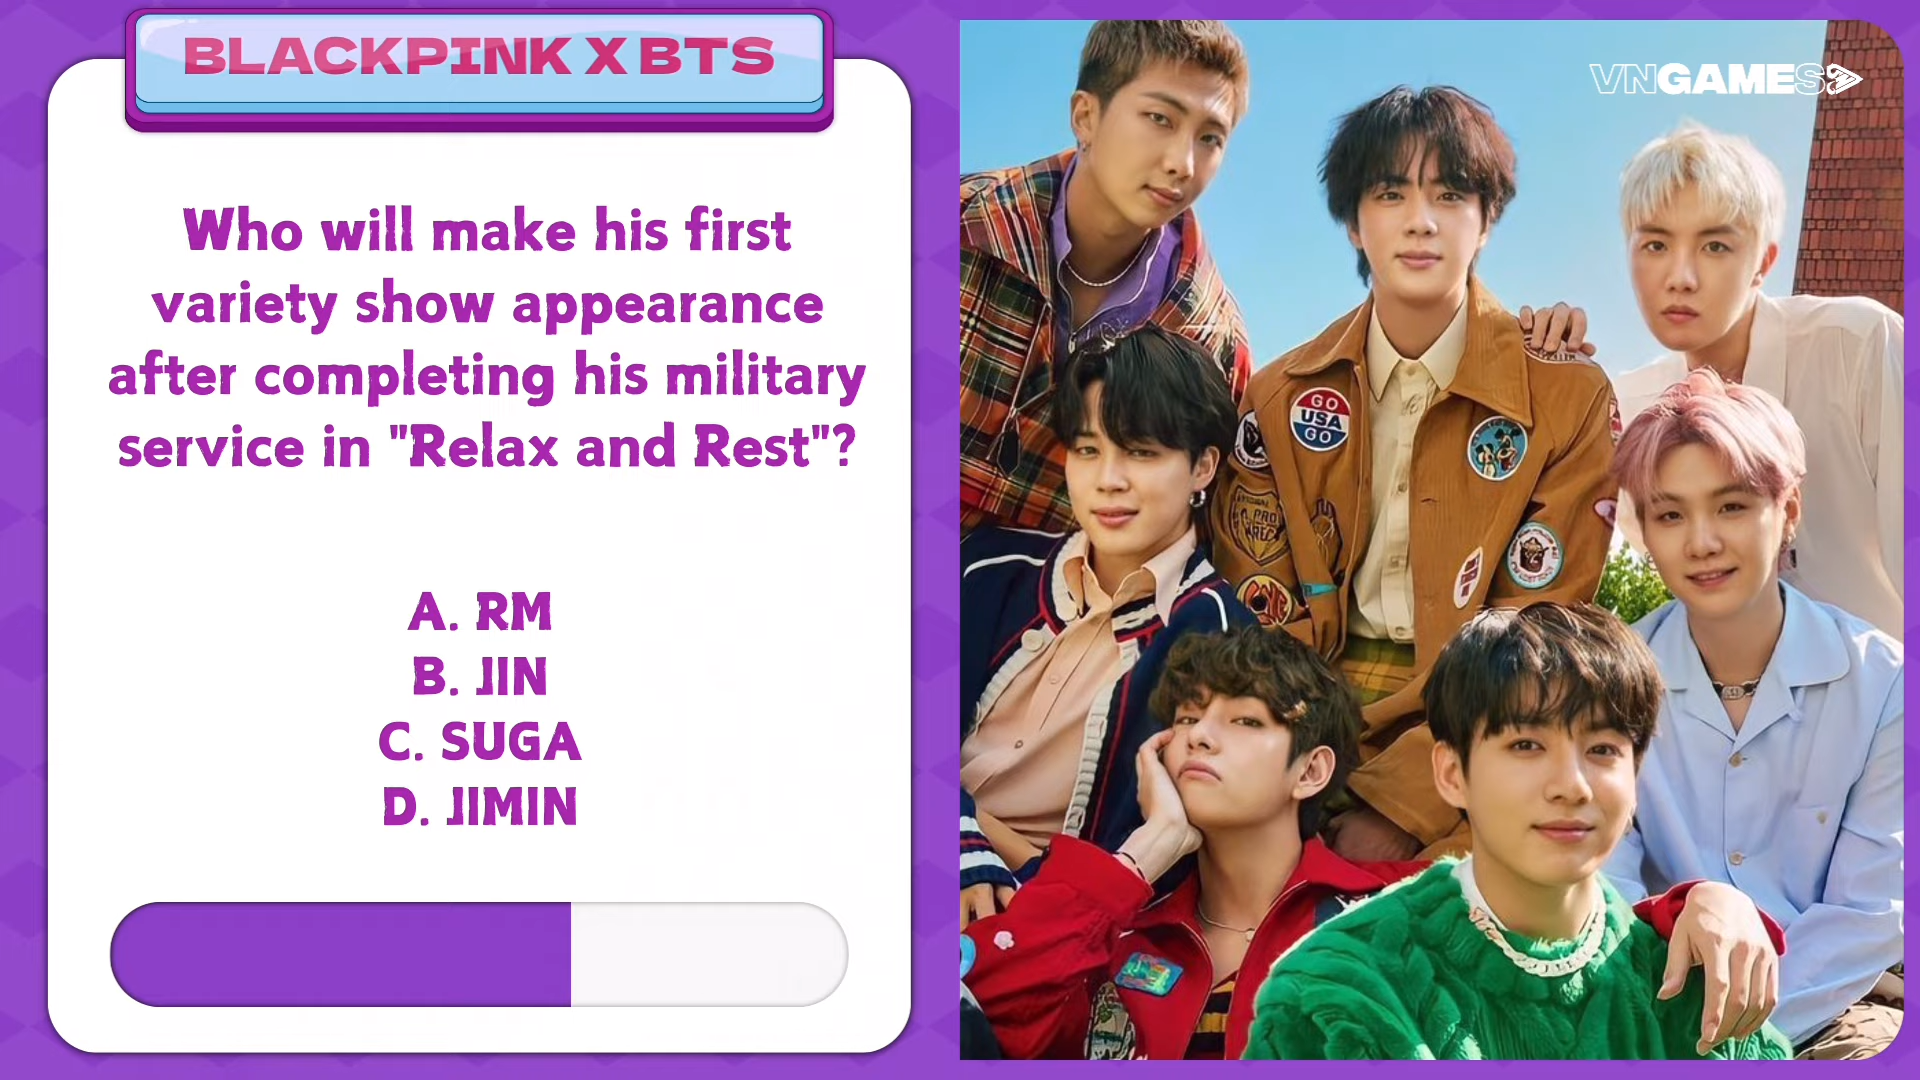 BLACKPINK X BTS
VNGAMES
Who will make his first
variety show appearance
after completing his military
service in "Relax and Rest"?
A. RM
B. JIN
C. SUGA
D. JIMIN
GO
USA
GO